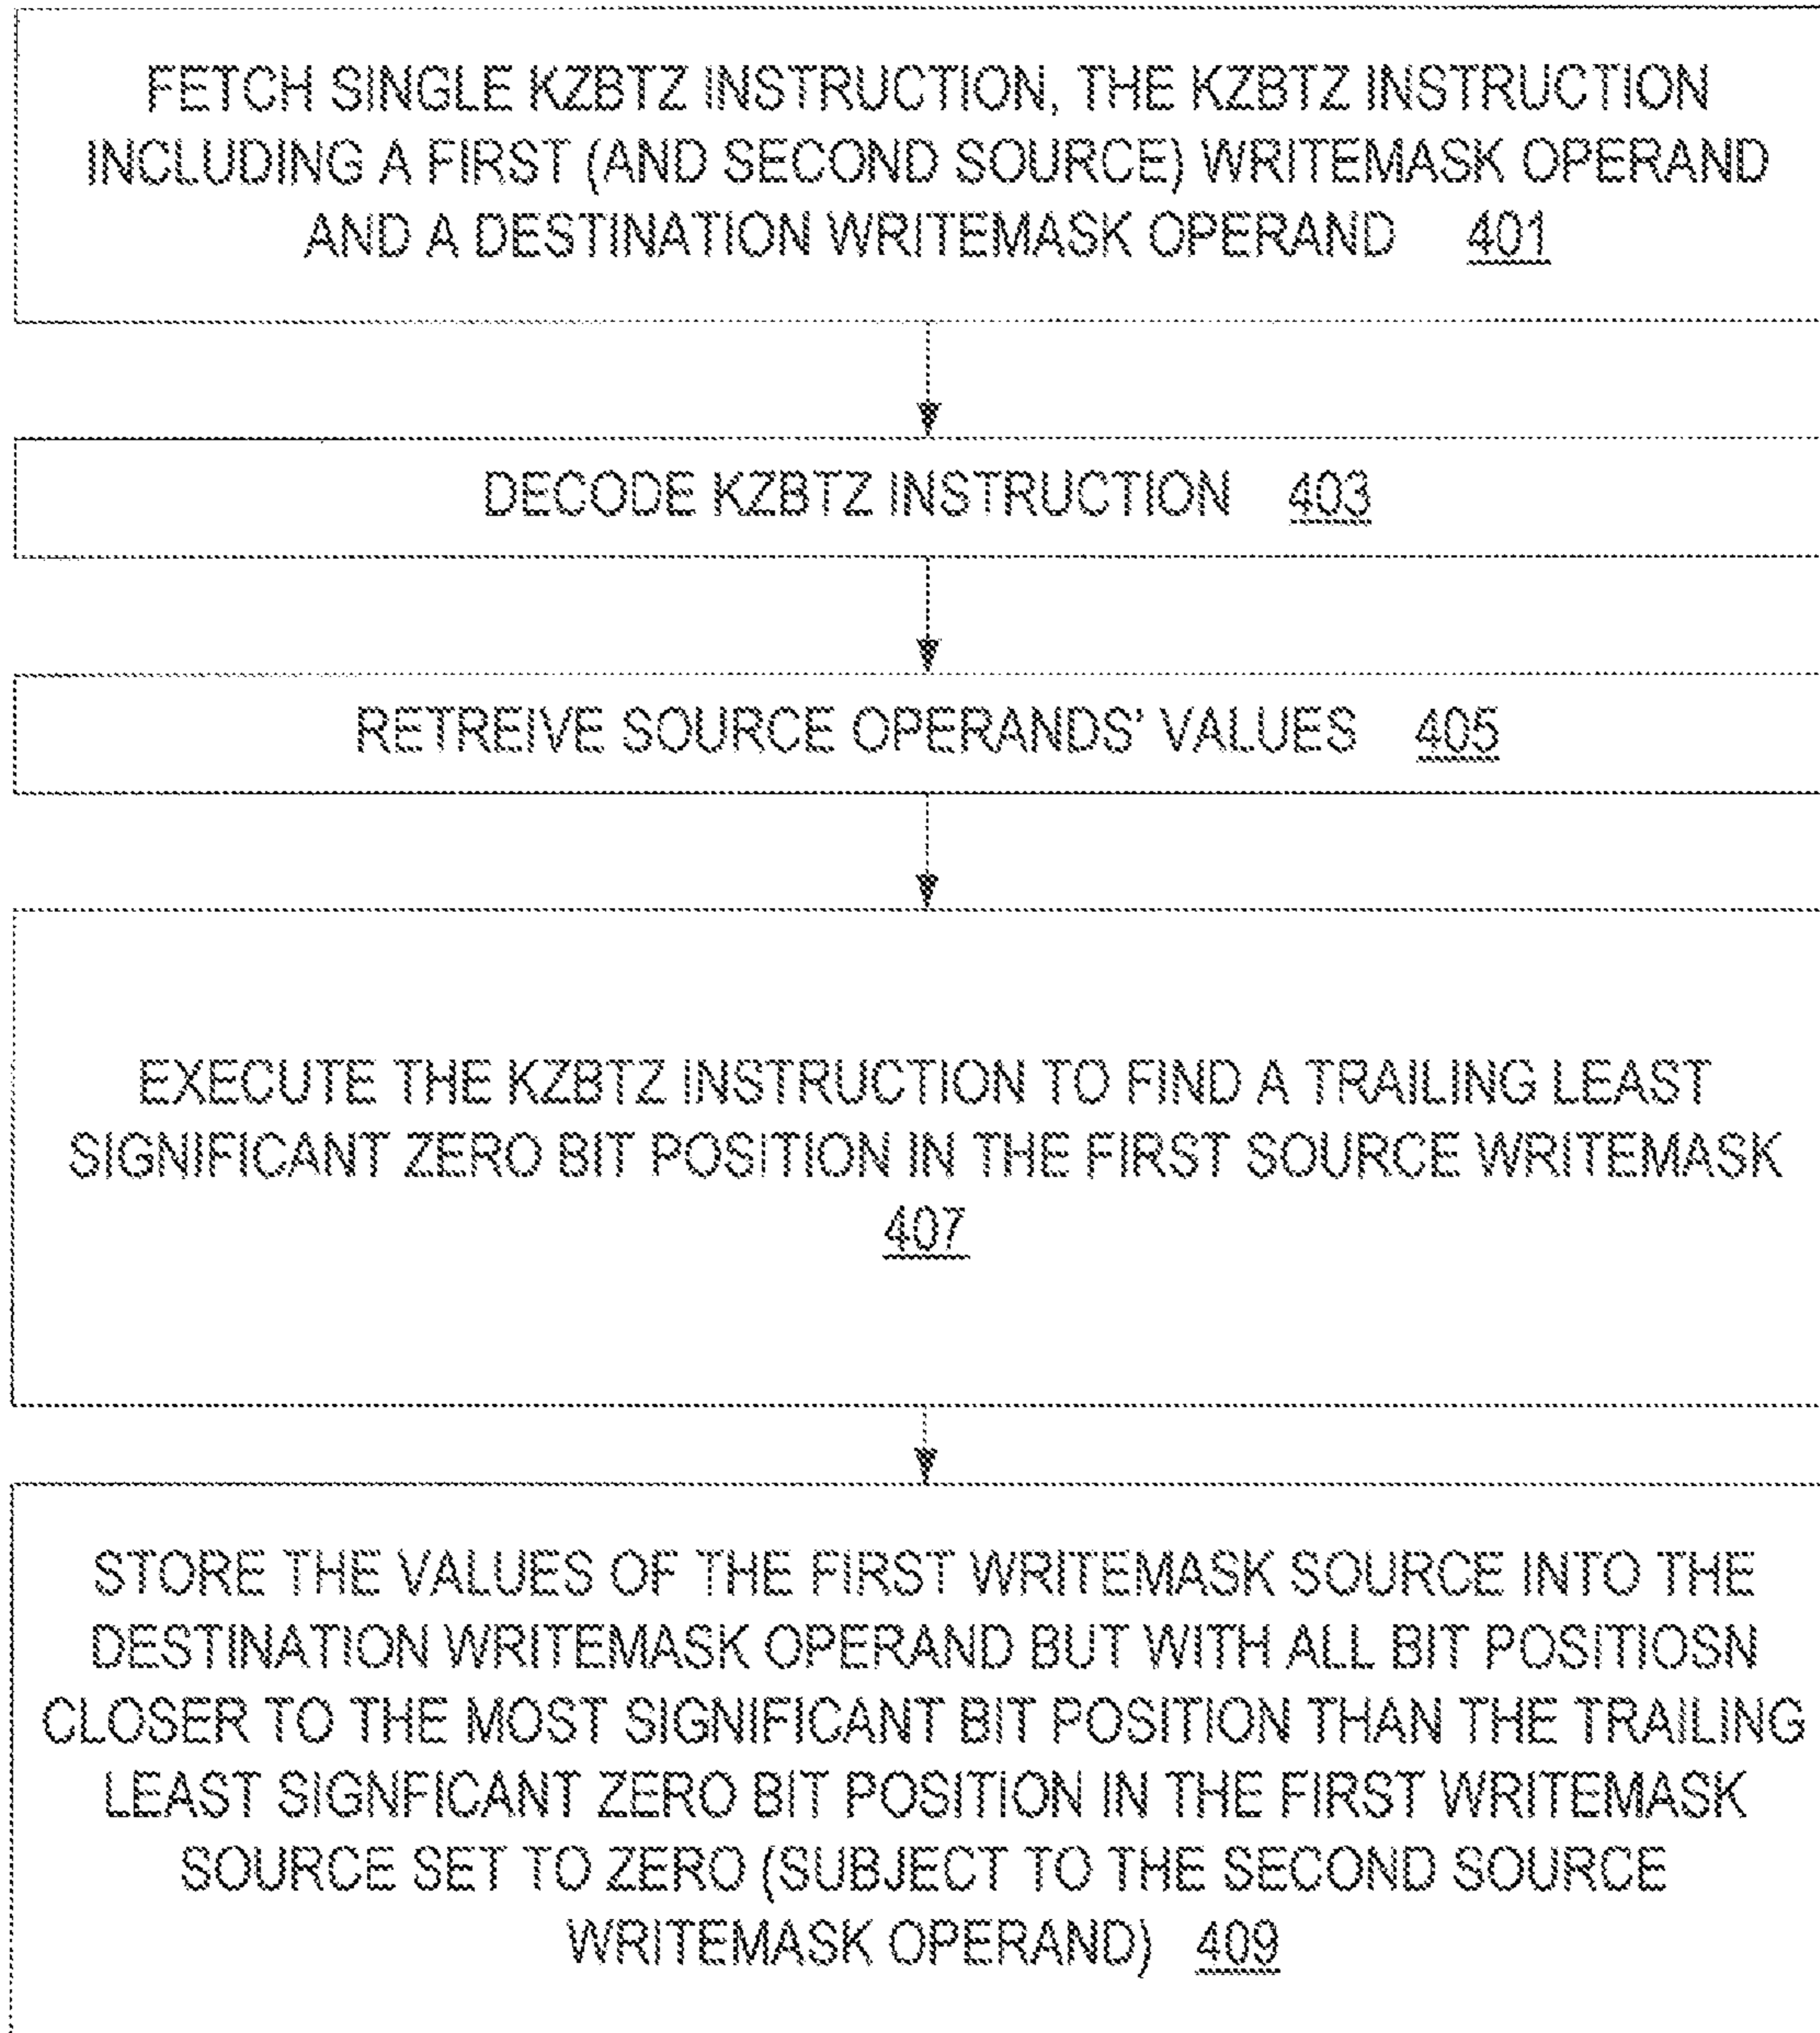 FETCH SINGLE KZBTZ INSTRUCTION, THE KZBTZ INSTRUCTION
INCLUDING A FIRST (AND SECOND SOURCE) WRITEMASK OPERAND
AND A DESTINATION WRITEMASK OPERAND 401
DECODE KZBTZ INSTRUCTION 403
RETREIVE SOURCE OPERANDS' VALUES 405
EXECUTE THE KZBTZ INSTRUCTION TO FIND A TRAILING LEAST
SIGNIFICANT ZERO BIT POSITION IN THE FIRST SOURCE WRITEMASK
407
STORE THE VALUES OF THE FIRST WRITEMASK SOURCE INTO THE
DESTINATION WRITEMASK OPERAND BUT WITH ALL BIT POSITIOSN
CLOSER TO THE MOST SIGNIFICANT BIT POSITION THAN THE TRAILING
LEAST SIGNFICANT ZERO BIT POSITION IN THE FIRST WRITEMASK
SOURCE SET TO ZERO (SUBJECT TO THE SECOND SOURCE
WRITEMASK OPERAND) 409